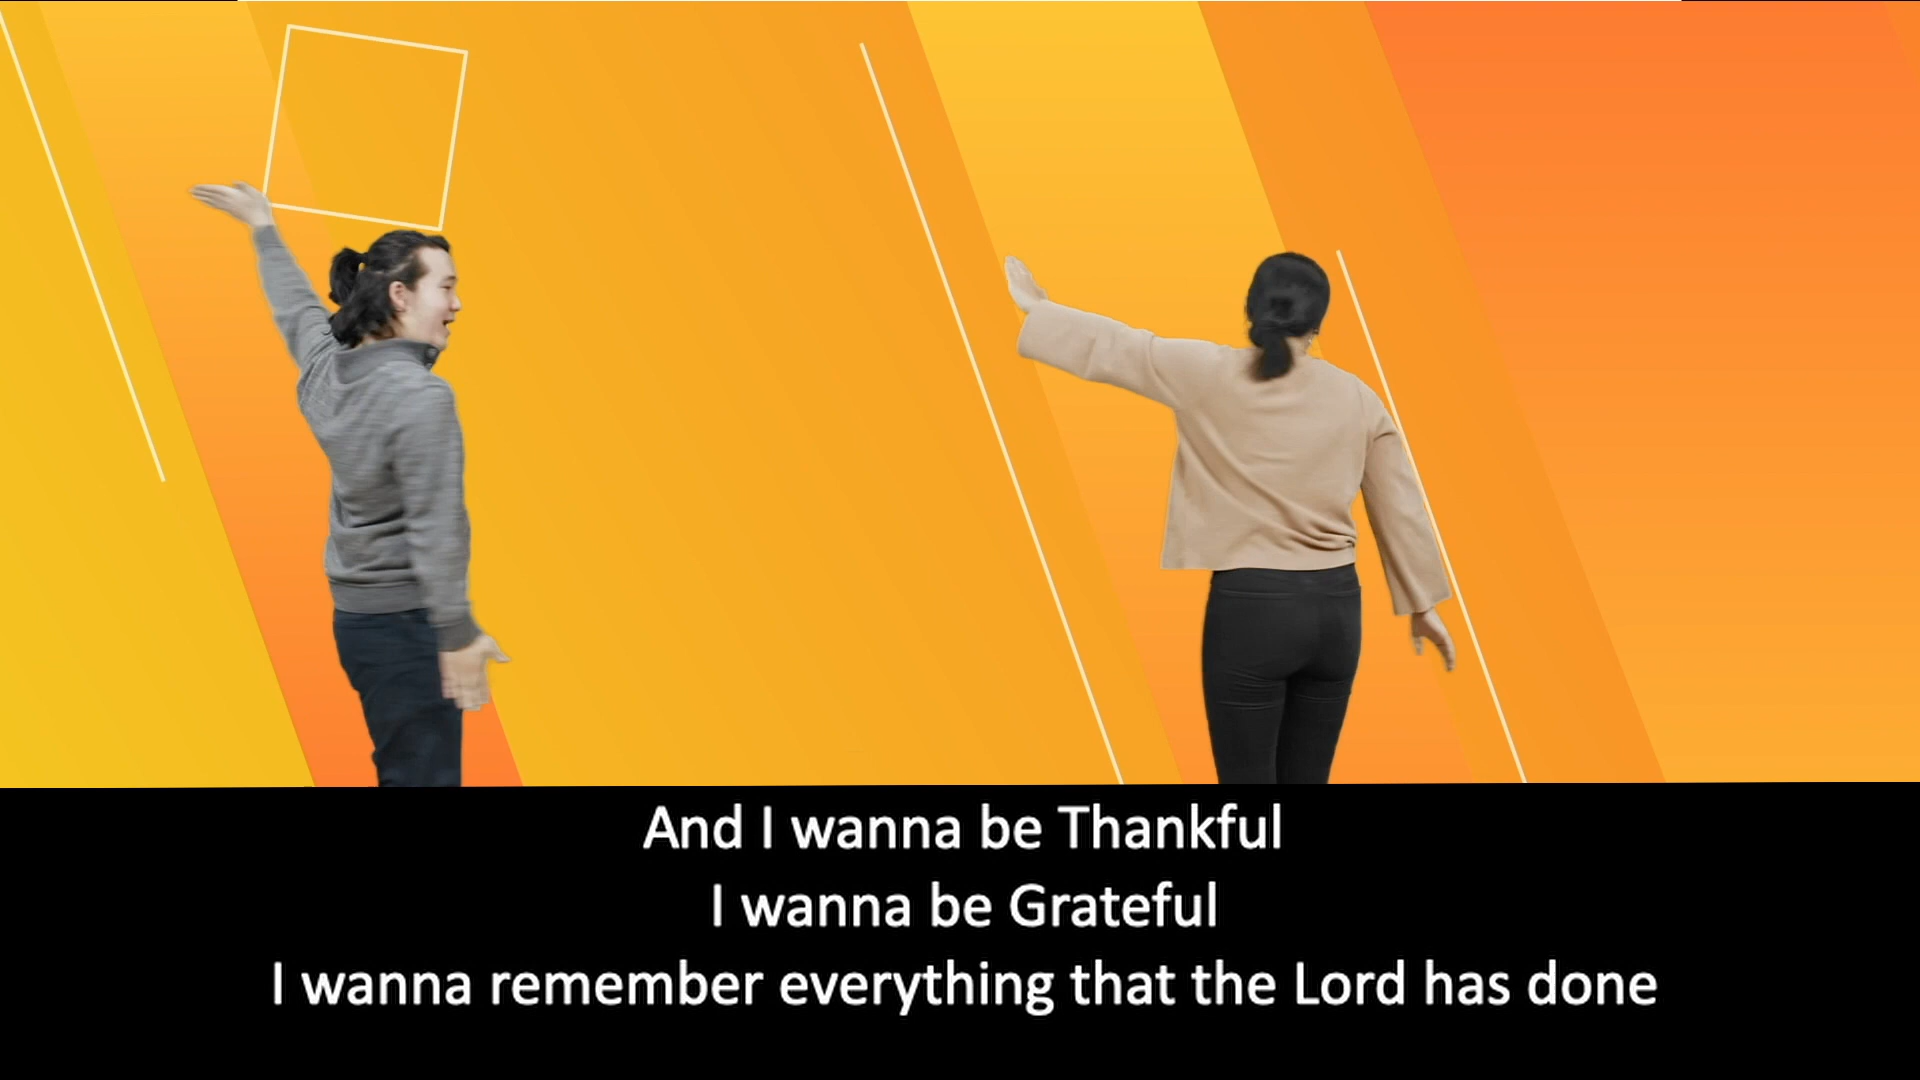 And I wanna be Thankful
I wanna be Grateful
I wanna remember everything that the Lord has done